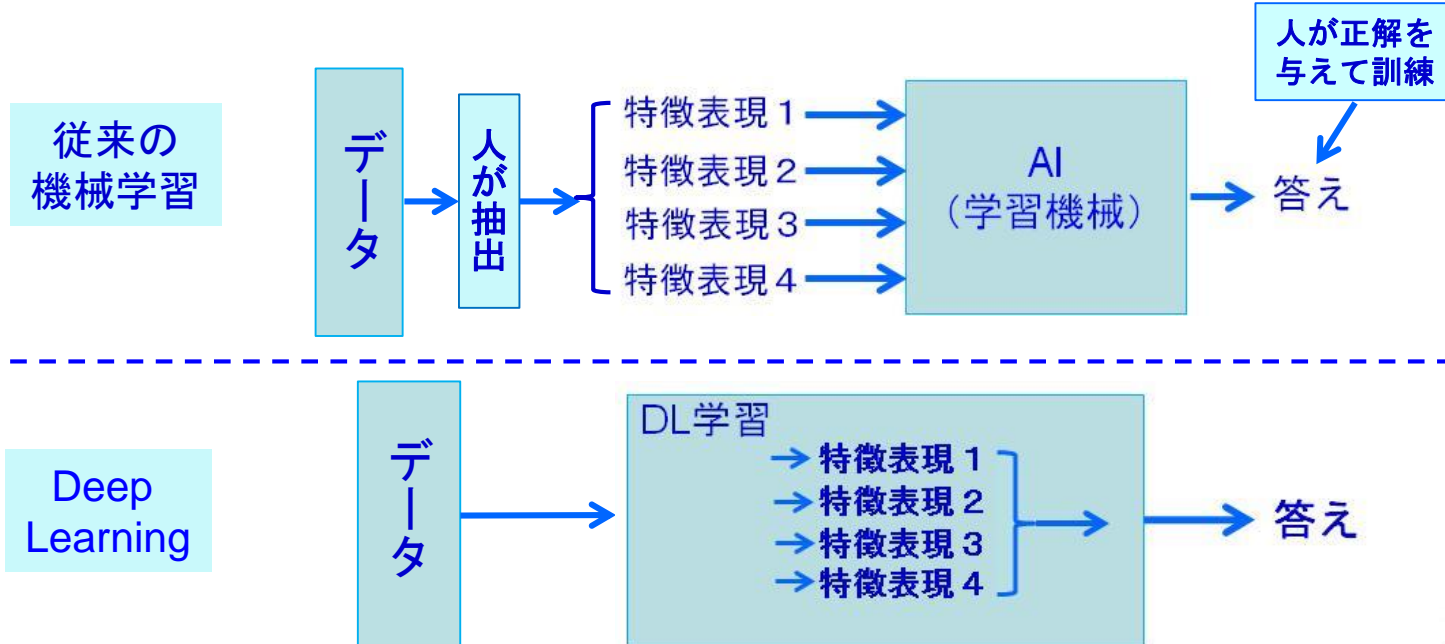 人が正解を
与えて訓練
従来の
機械学習
データ
人が抽出
特徴表現１
特徴表現２
特徴表現３
特徴表現４
AI
（学習機械）
答え
Deep
Learning
データ
DL学習
特徴表現１
特徴表現２
特徴表現３
特徴表現４
答え